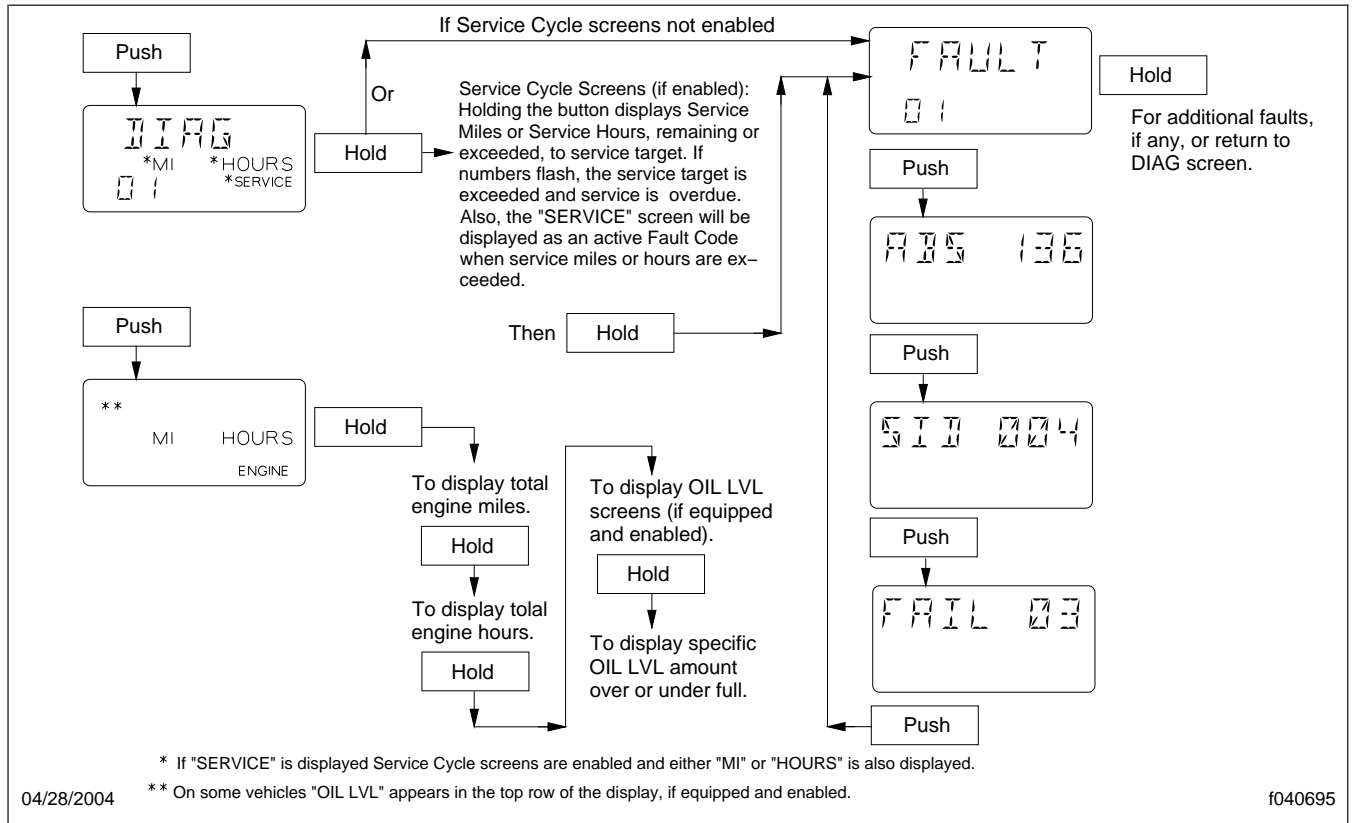 If Service Cycle screens not enabled
Push
DIAG
*MI *HOURS
*SERVICE
01
Or
Hold
Service Cycle Screens (if enabled):
Holding the button displays Service
Miles or Service Hours, remaining or
exceeded, to service target. If
numbers flash, the service target is
exceeded and service is overdue.
Also, the "SERVICE" screen will be
displayed as an active Fault Code
when service miles or hours are ex–
ceeded.
Then
Hold
FAULT
01
Hold
For additional faults,
if any, or return to
DIAG screen.
Push
ABS 136
Push
SID 004
Push
FAIL 03
Push
Push
**
MI HOURS
ENGINE
Hold
To display total
engine miles.
Hold
To display tolal
engine hours.
Hold
To display OIL LVL
screens (if equipped
and enabled).
Hold
To display specific
OIL LVL amount
over or under full.
* If "SERVICE" is displayed Service Cycle screens are enabled and either "MI" or "HOURS" is also displayed.
** On some vehicles "OIL LVL" appears in the top row of the display, if equipped and enabled.
04/28/2004
f040695